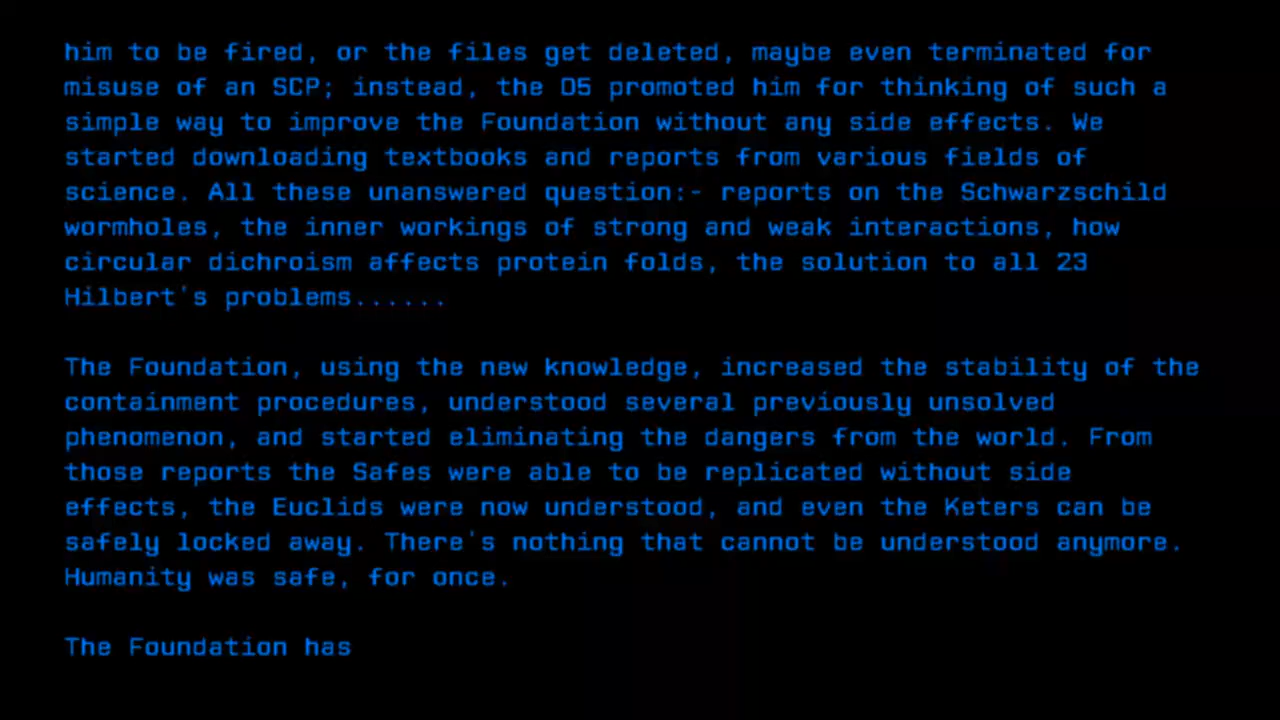 him to be fired, or the files get deleted, maybe even terminated for
misuse of an SCP; instead, the O5 promoted him for thinking of such a
simple way to improve the Foundation without any side effects. We
started downloading textbooks and reports from various fields of
science. All these unanswered question:- reports on the Schwarzschild
wormholes, the inner workings of strong and weak interactions, how
circular dichroism affects protein folds, the solution to all 23
Hilbert's problems......
The Foundation, using the new knowledge, increased the stability of the
containment procedures, understood several previously unsolved
phenomenon, and started eliminating the dangers from the world. From
those reports the Safes were able to be replicated without side
effects, the Euclids were now understood, and even the Keters can be
safely locked away. There's nothing that cannot be understood anymore.
Humanity was safe, for once.
The Foundation has